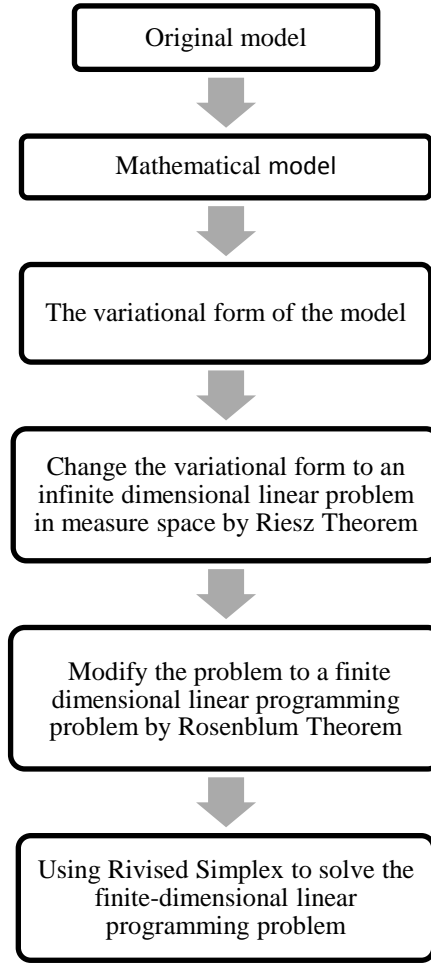 Original model
Mathematical model
The variational form of the model
Change the variational form to an
infinite dimensional linear problem
in measure space by Riesz Theorem
Modify the problem to a finite
dimensional linear programming
problem by Rosenblum Theorem
Using Rivised Simplex to solve the
finite-dimensional linear
programming problem